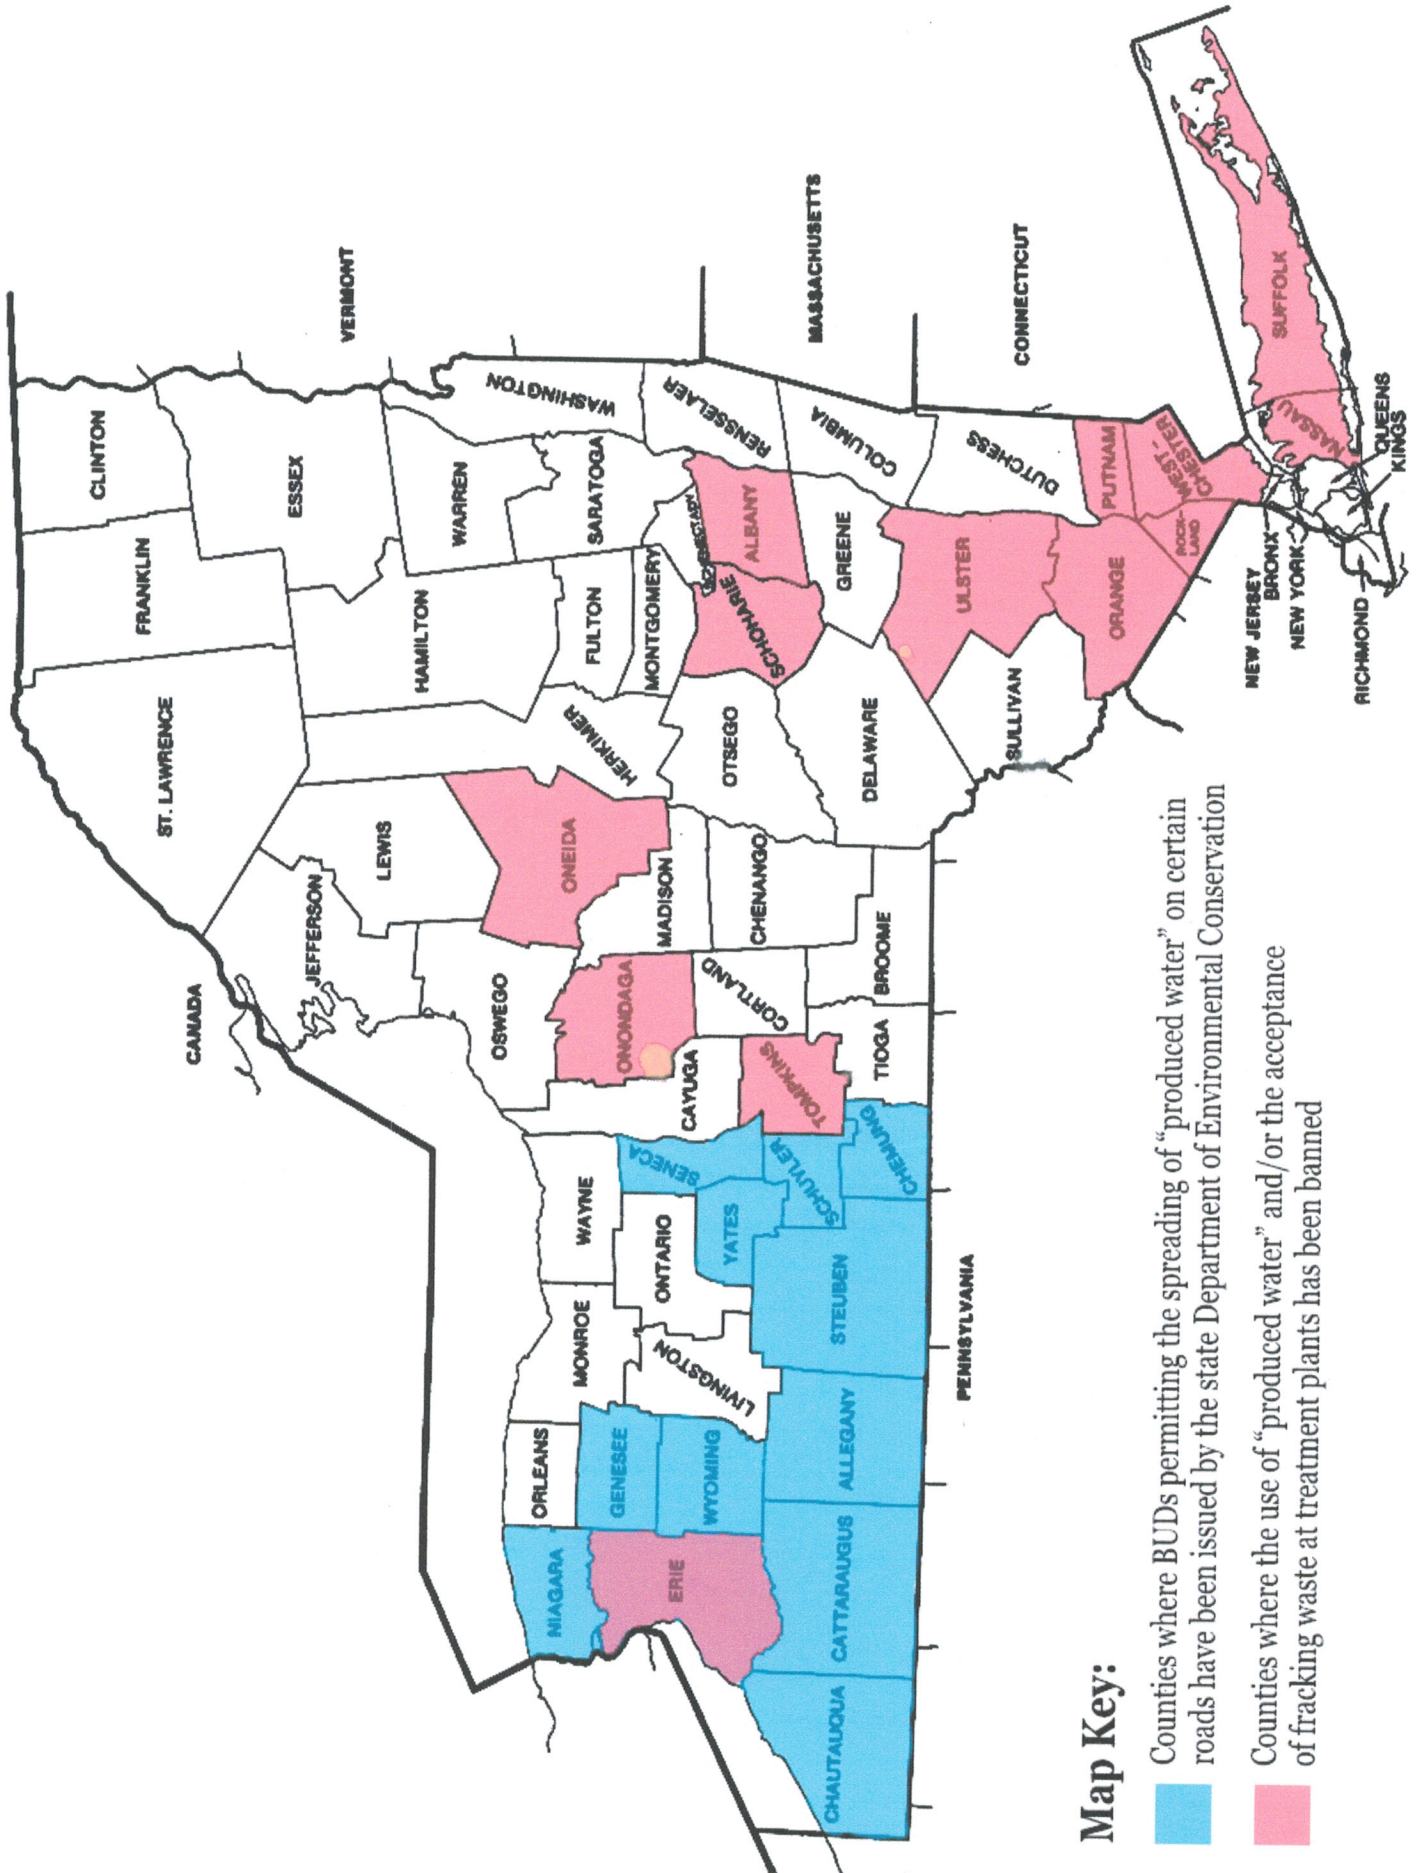 CANADA
VERMONT
MASSACHUSETTS
CONNECTICUT
NEW JERSEY
PENNSYLVANIA
CLINTON
FRANKLIN
ST. LAWRENCE
ESSEX
JEFFERSON
LEWIS
HAMILTON
WARREN
WASHINGTON
OSWEGO
ONEIDA
HERKIMER
FULTON
SARATOGA
MONTGOMERY
NIAGARA
ORLEANS
MONROE
WAYNE
GENESEE
ERIE
WYOMING
LIVINGSTON
ONTARIO
SENECA
YATES
CAYUGA
ONONDAGA
MADISON
CORTLAND
CHENANGO
OTSEGO
SCHOHARIE
SCHENECTADY
ALBANY
RENSSELAER
COLUMBIA
GREENE
CHAUTAUQUA
CATTARAUGUS
ALLEGANY
STEUBEN
SCHUYLER
CHEMUNG
TOMPKINS
TIOGA
BROOME
DELAWARE
ULSTER
DUTCHESS
SULLIVAN
ORANGE
PUTNAM
ROCK-
LAND
WEST-
CHESTER
BRONX
NEW YORK
RICHMOND
QUEENS
KINGS
NASSAU
SUFFOLK
Map Key:
Counties where BUDs permitting the spreading of “produced water” on certain
roads have been issued by the state Department of Environmental Conservation
Counties where the use of “produced water” and/or the acceptance
of fracking waste at treatment plants has been banned